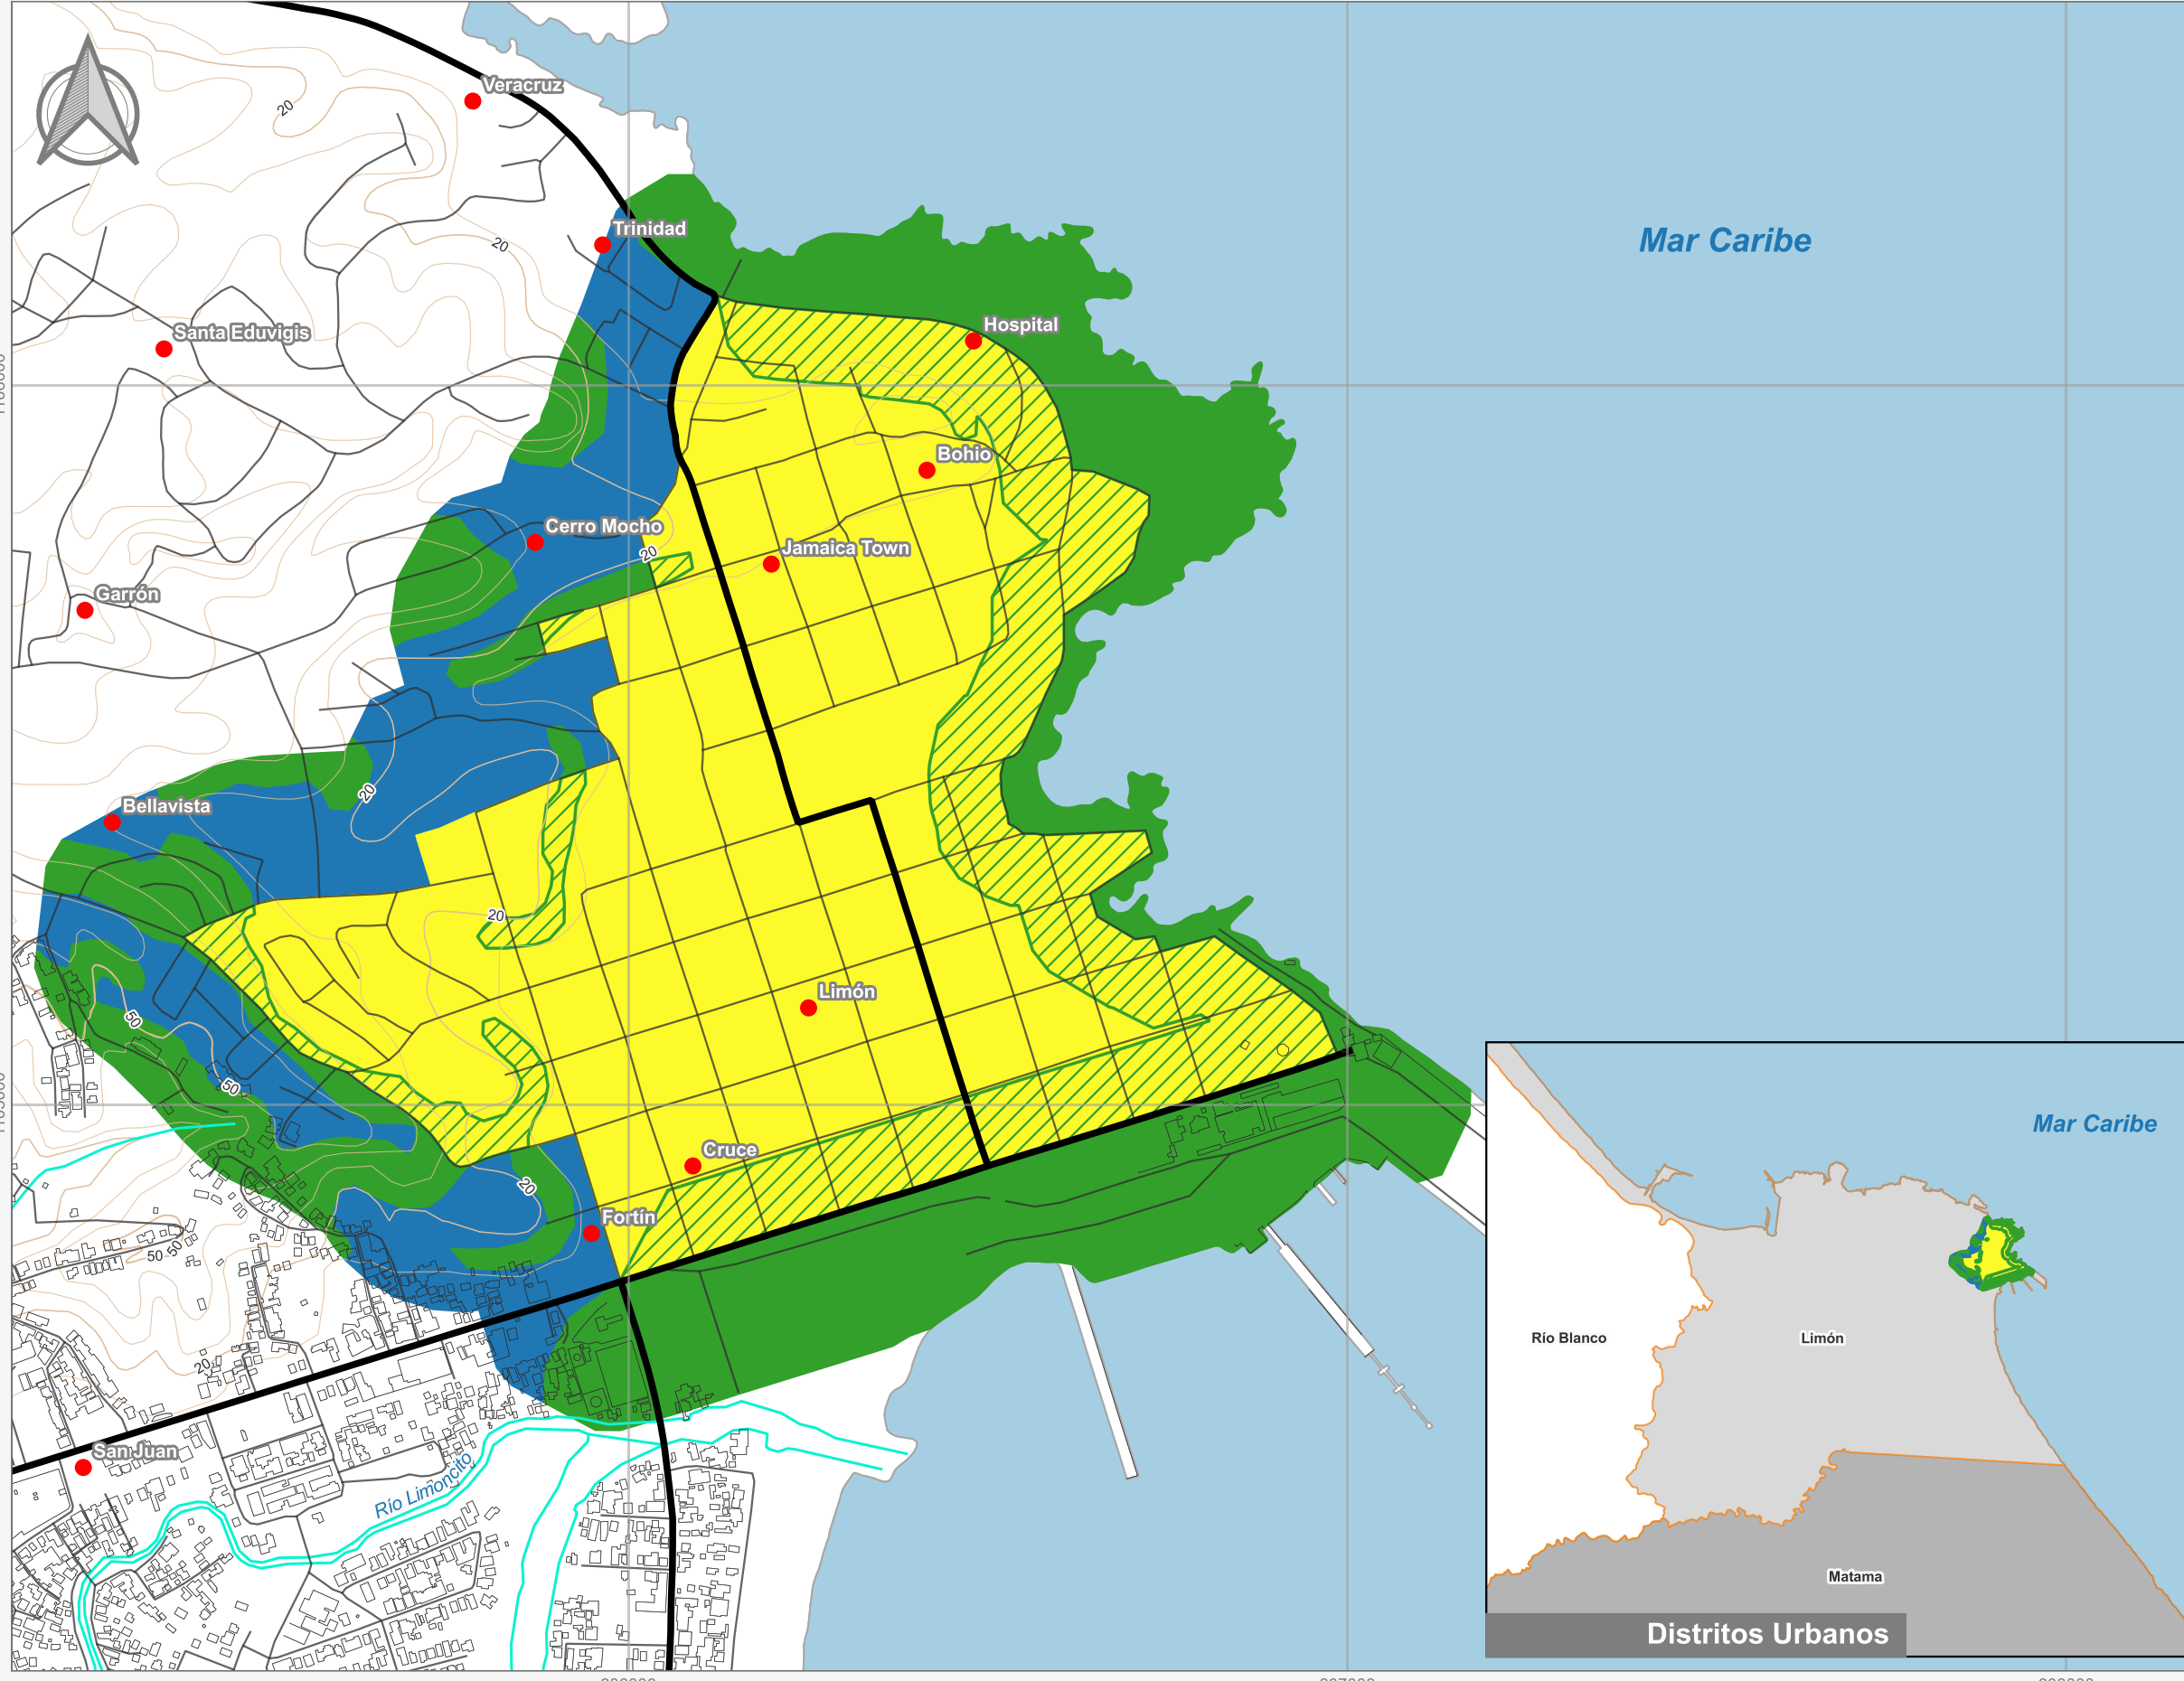 Veracruz
20
Trinidad
20
Mar Caribe
Santa Eduvigis
Hospital
Bohio
Cerro Mocho
Jamaica Town
20
Garrón
Bellavista
20
20
Limón
50
50
Mar Caribe
Cruce
20
Fortín
50
50
Río Blanco
Limón
20
San Juan
Río Limoncito
Matama
Distritos Urbanos